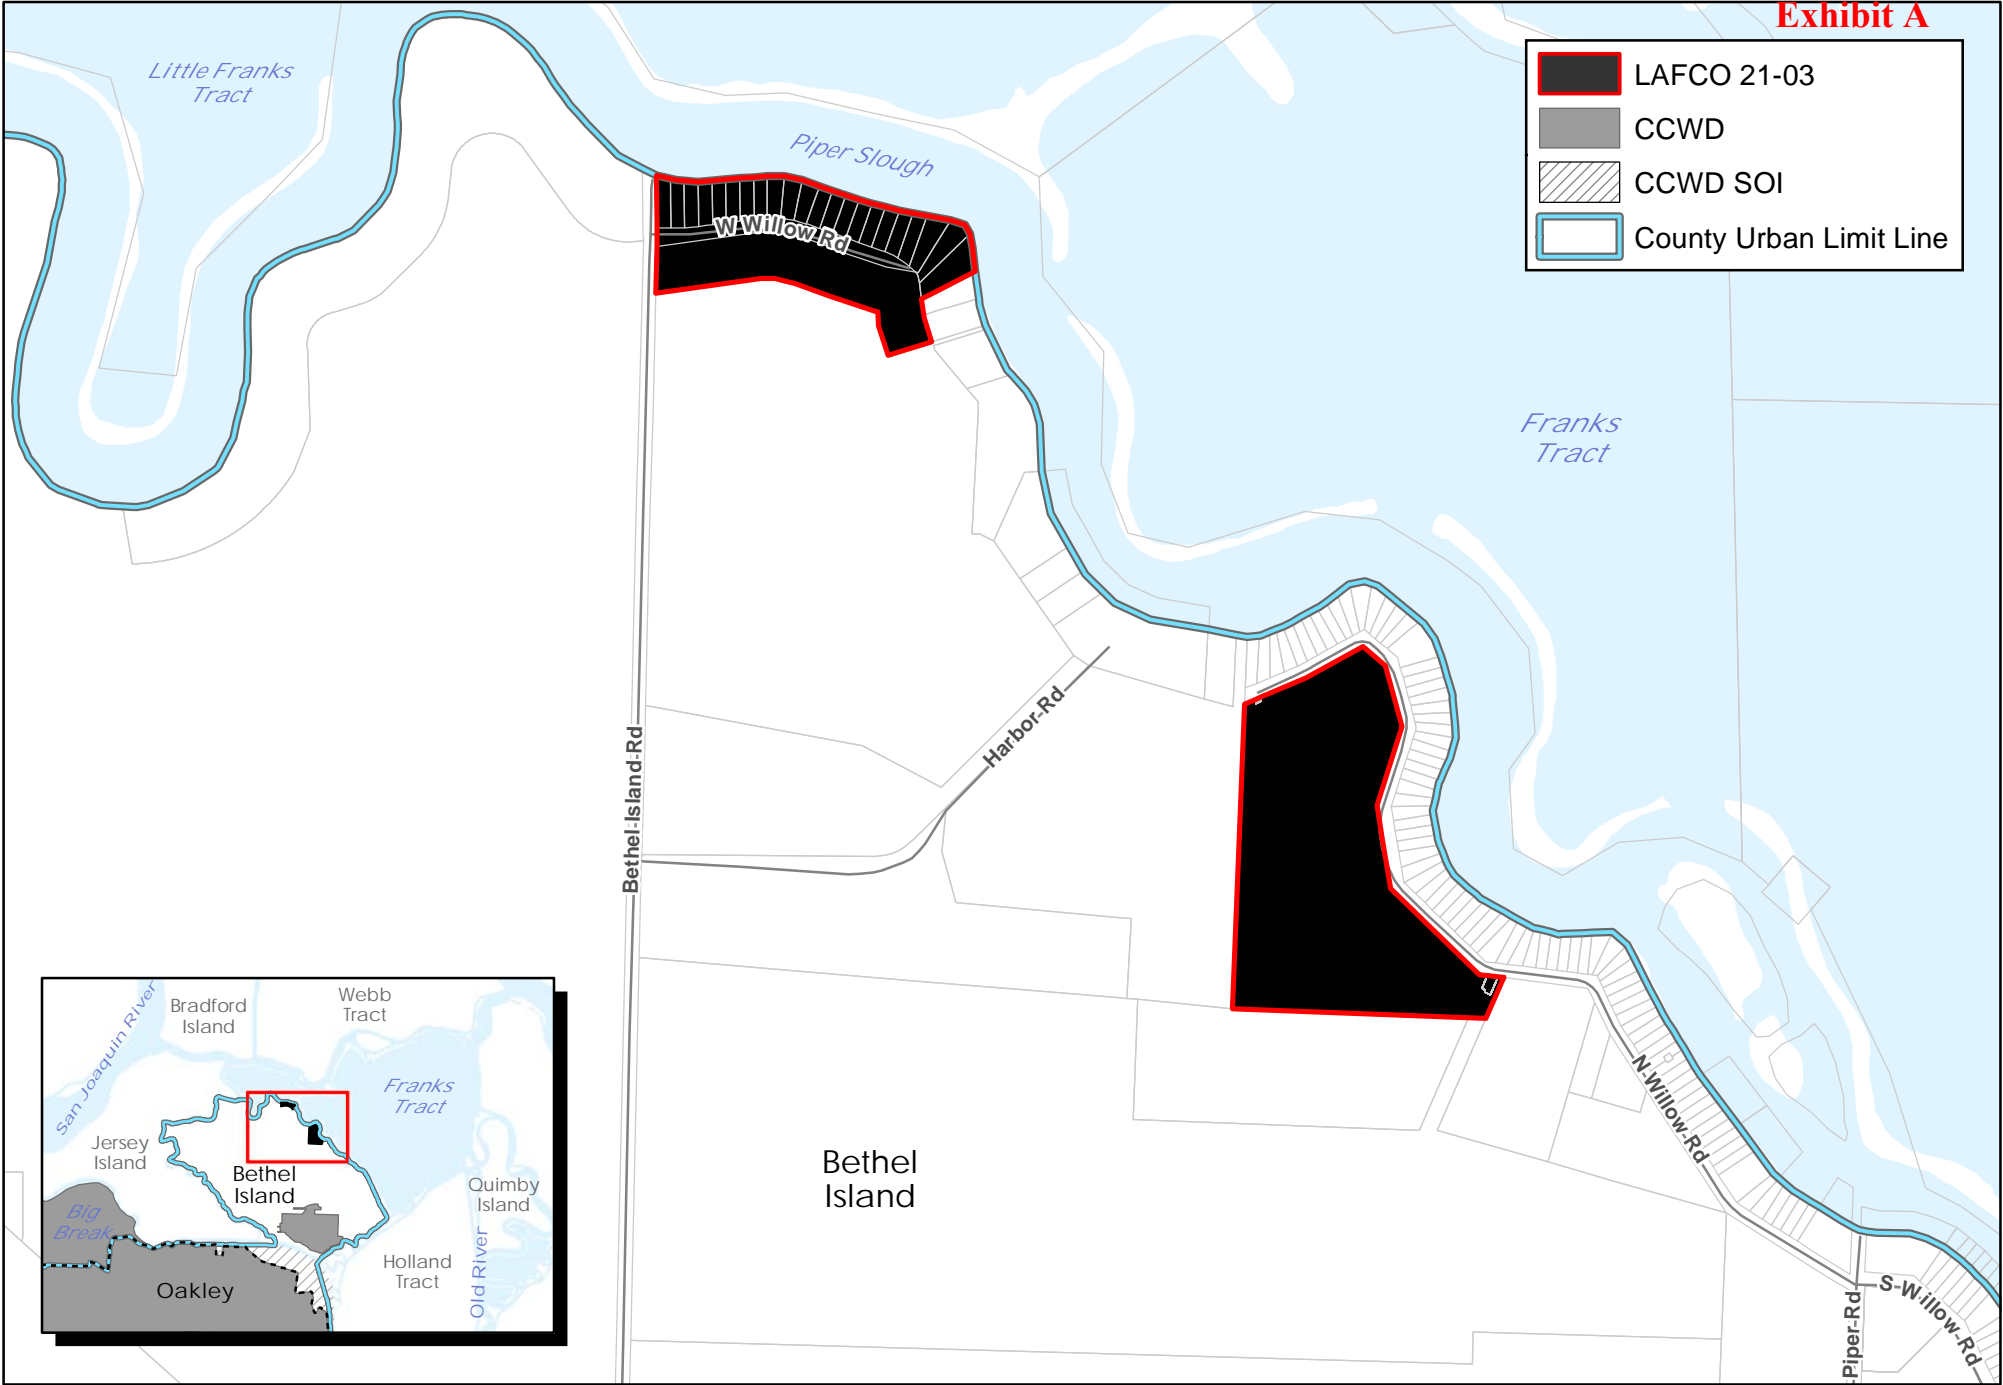 Exhibit A
LAFCO 21-03
CCWD
CCWD SOI
County Urban Limit Line
Little Franks
Tract
Piper Slough
W Willow Rd
Franks
Tract
Harbor Rd
Bethel Island Rd
N Willow Rd
S Willow Rd
Piper Rd
Bethel
Island
San Joaquin River
Bradford
Island
Webb
Tract
Franks
Tract
Jersey
Island
Bethel
Island
Quimby
Island
Big
Break
Holland
Tract
Old River
Oakley